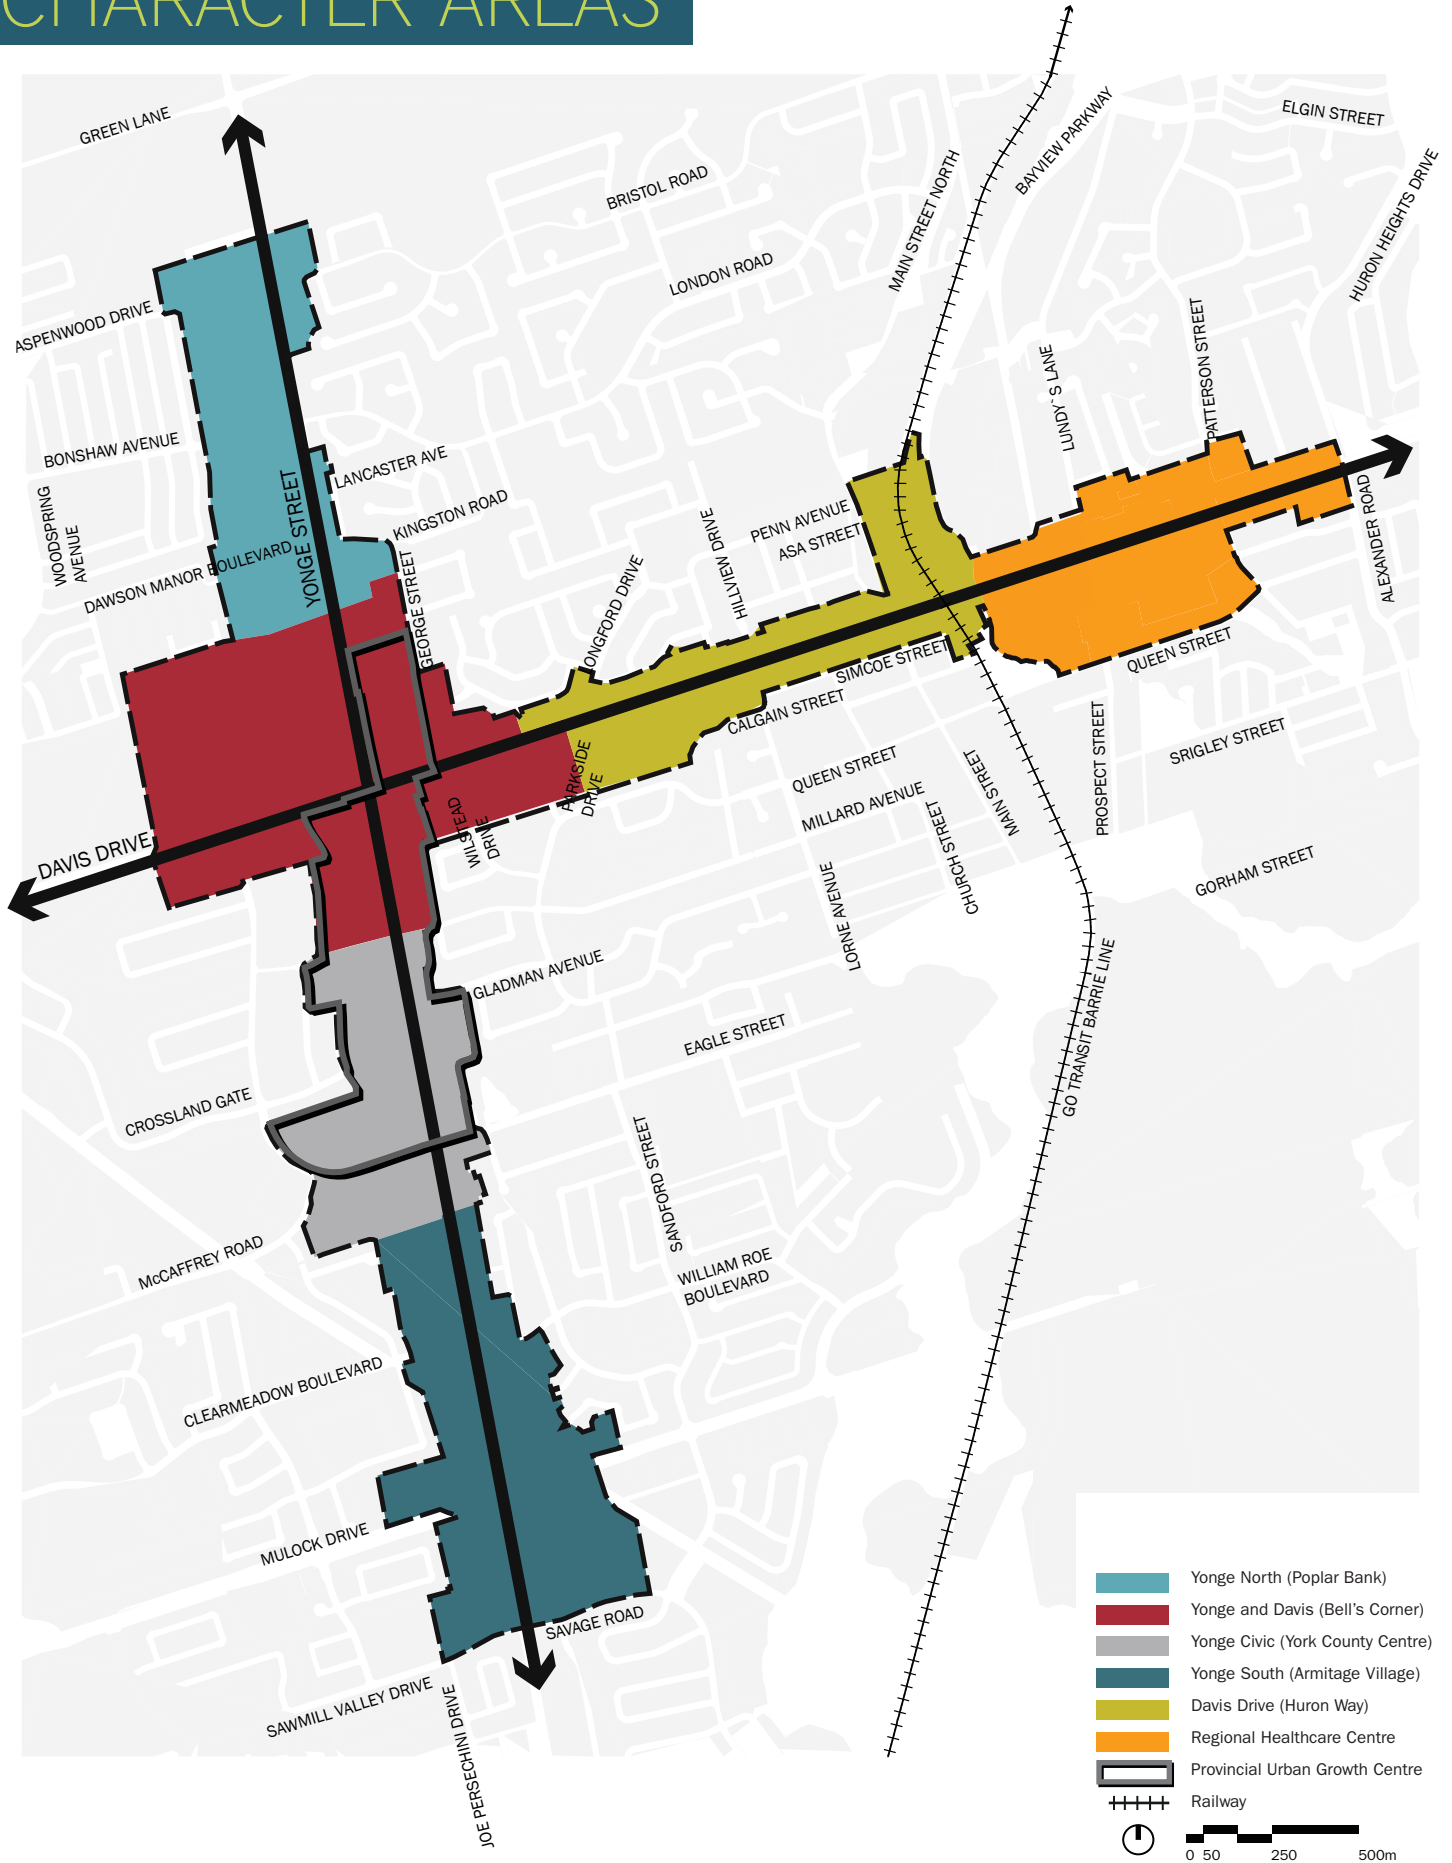 CHARACTER AREAS
GREEN LANE
ELGIN STREET
BAYVIEW PARKWAY
BRISTOL ROAD
MAIN STREET NORTH
HURON HEIGHTS DRIVE
LONDON ROAD
ASPENWOOD DRIVE
PATTERSON STREET
LUNDY`S LANE
BONSHAW AVENUE
LANCASTER AVE
WOODSPRING
AVENUE
YONGE STREET
KINGSTON ROAD
PENN AVENUE
ASA STREET
HILLVIEW DRIVE
ALEXANDER ROAD
DAWSON MANOR BOULEVARD
GEORGE STREET
LONGFORD DRIVE
SIMCOE STREET
QUEEN STREET
CALGAIN STREET
PARKSIDE
DRIVE
QUEEN STREET
MILLARD AVENUE
MAIN STREET
PROSPECT STREET
SRIGLEY STREET
WILSTEAD
DRIVE
DAVIS DRIVE
CHURCH STREET
LORNE AVENUE
GORHAM STREET
GLADMAN AVENUE
GO TRANSIT BARRIE LINE
EAGLE STREET
CROSSLAND GATE
SANDFORD STREET
McCAFFREY ROAD
WILLIAM ROE
BOULEVARD
CLEARMEADOW BOULEVARD
MULOCK DRIVE
SAVAGE ROAD
SAWMILL VALLEY DRIVE
JOE PERSECHINI DRIVE
Yonge North (Poplar Bank)
Yonge and Davis (Bell's Corner)
Yonge Civic (York County Centre)
Yonge South (Armitage Village)
Davis Drive (Huron Way)
Regional Healthcare Centre
Provincial Urban Growth Centre
Railway
0 50 250 500m